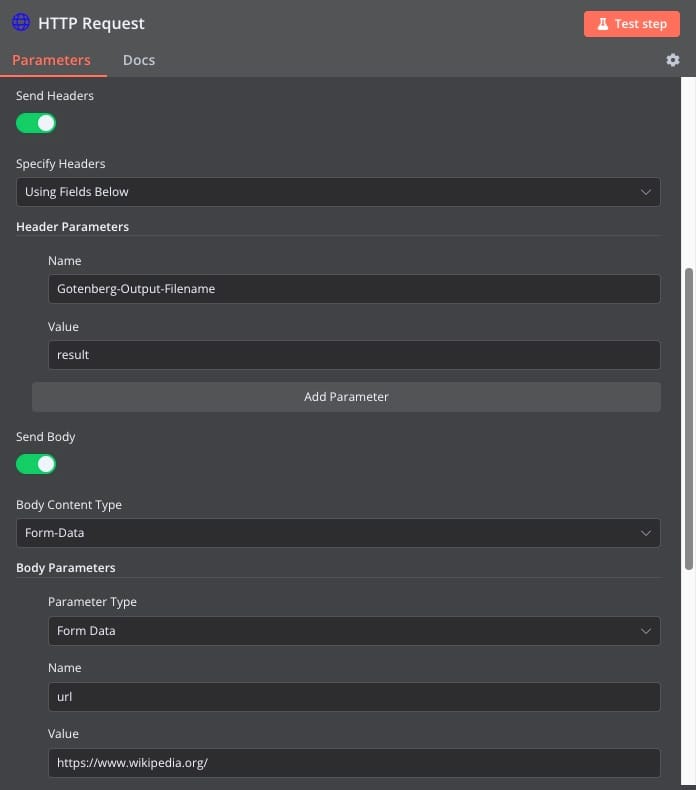 HTTP Request
Test step
Parameters
Docs
Send Headers
Specify Headers
Using Fields Below
Header Parameters
Name
Gotenberg-Output-Filename
Value
result
Add Parameter
Send Body
Body Content Type
Form-Data
Body Parameters
Parameter Type
Form Data
Name
url
Value
https://www.wikipedia.org/